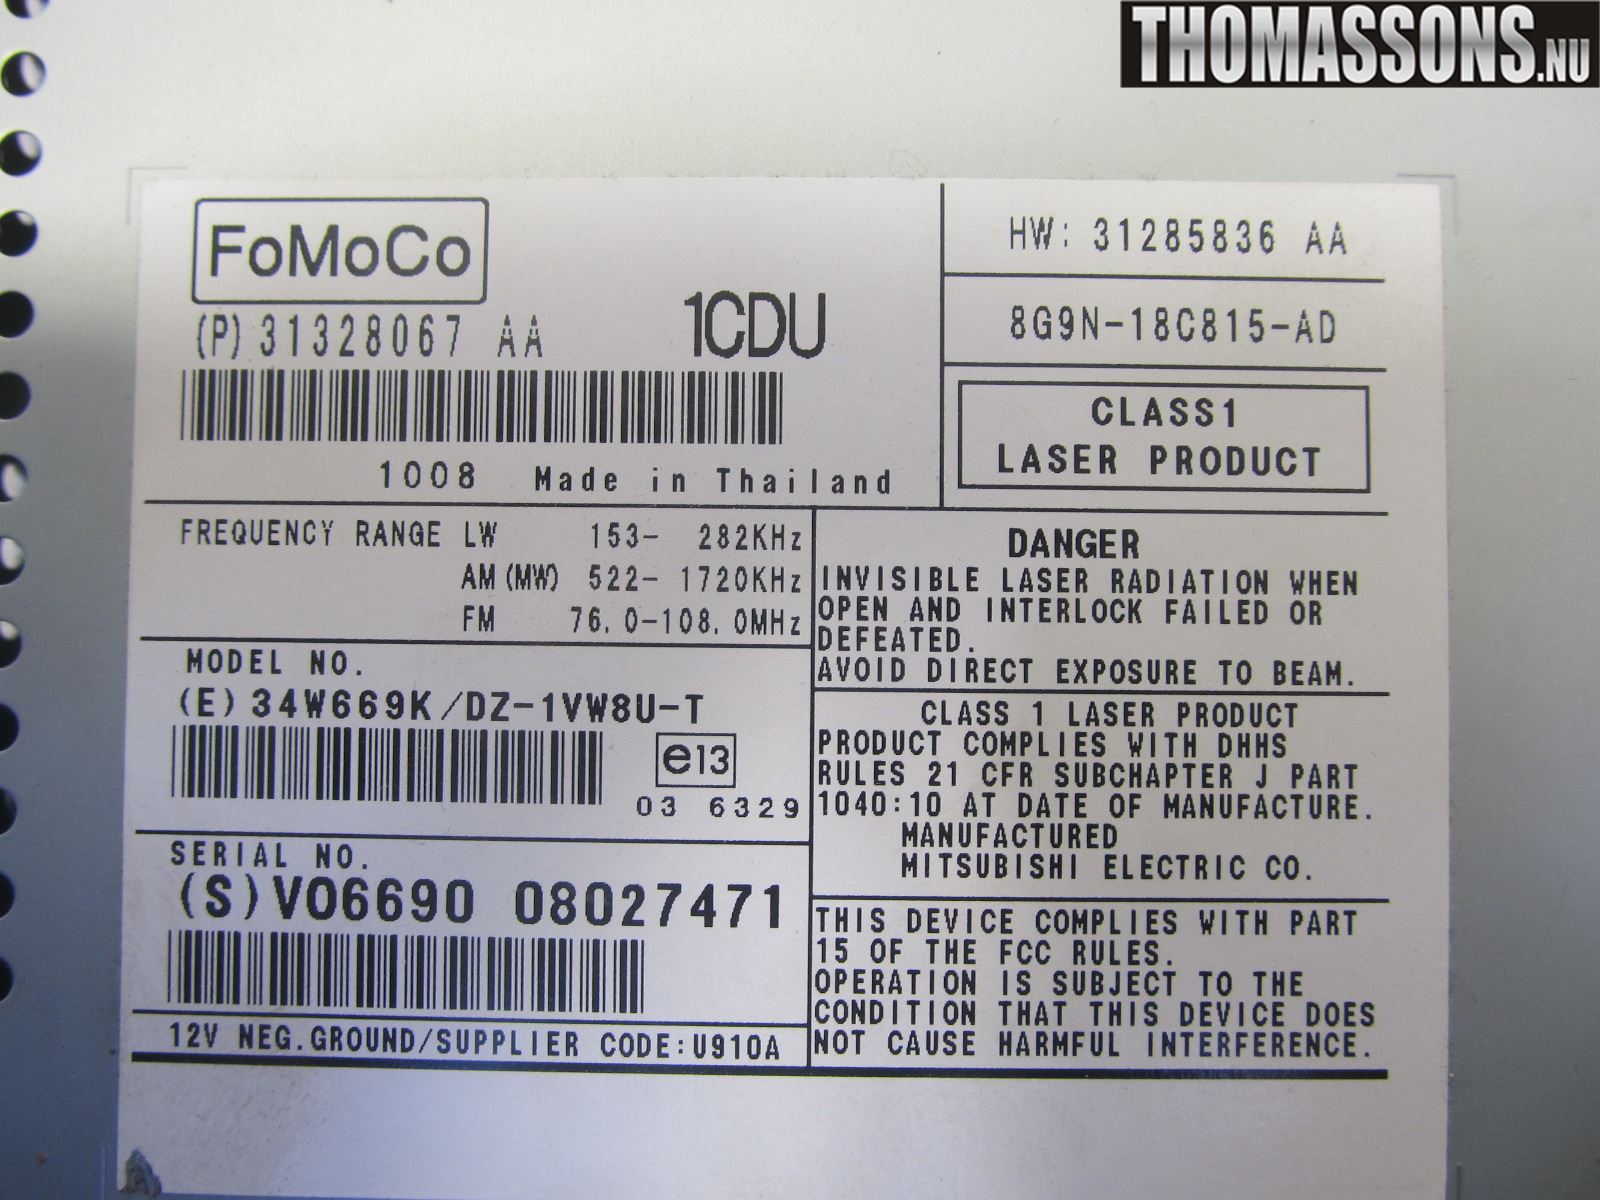 THOMASSONS.NU
FoMoCo
(P)31328067 AA 1CDU
1008 Made in Thailand
HW: 31285836 AA
8G9N-18C815-AD
CLASS1
LASER PRODUCT
FREQUENCY RANGE LW 153- 282KHz
AM(MW) 522- 1720KHz
FM 76.0-108.0MHz
MODEL NO.
(E)34W669K/DZ-1VW8U-T
e13
03 6329
SERIAL NO.
(S)VO6690 08027471
12V NEG.GROUND/SUPPLIER CODE:U910A
DANGER
INVISIBLE LASER RADIATION WHEN
OPEN AND INTERLOCK FAILED OR
DEFEATED.
AVOID DIRECT EXPOSURE TO BEAM.
CLASS 1 LASER PRODUCT
PRODUCT COMPLIES WITH DHHS
RULES 21 CFR SUBCHAPTER J PART
1040:10 AT DATE OF MANUFACTURE.
MANUFACTURED
MITSUBISHI ELECTRIC CO.
THIS DEVICE COMPLIES WITH PART
15 OF THE FCC RULES.
OPERATION IS SUBJECT TO THE
CONDITION THAT THIS DEVICE DOES
NOT CAUSE HARMFUL INTERFERENCE.